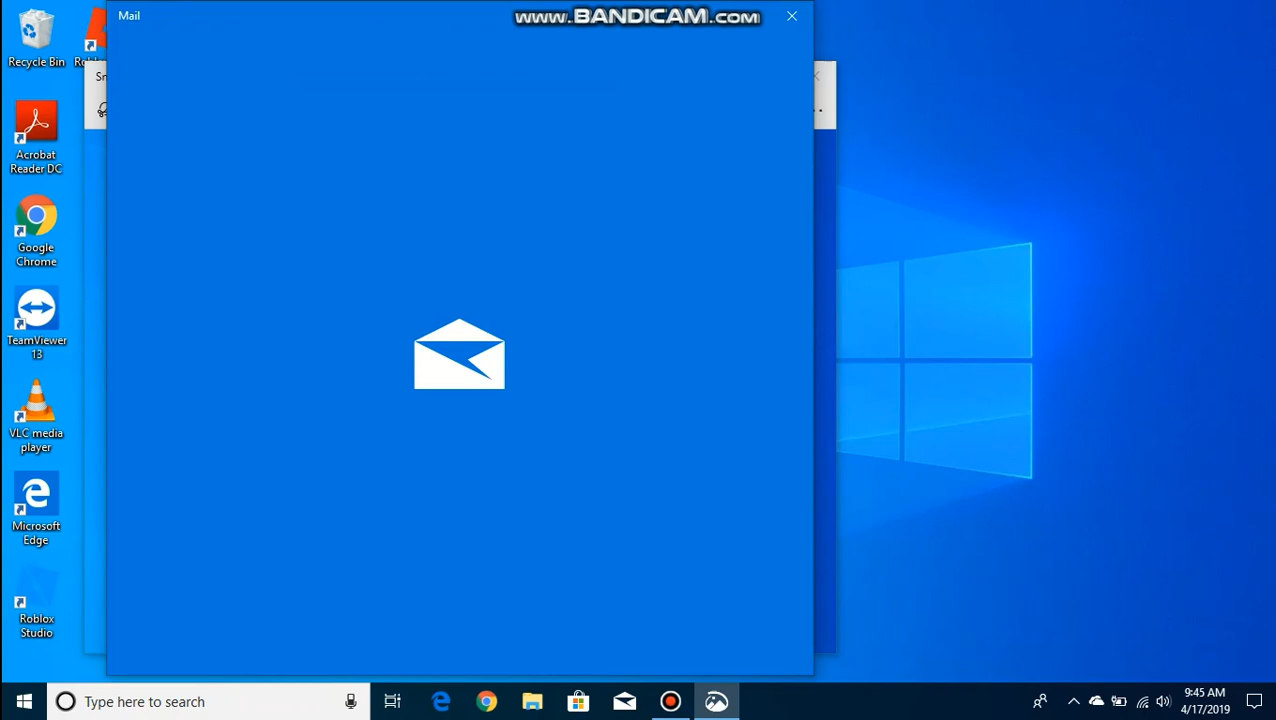 Mail
www.BANDICAM.com
Recycle Bin
Sn
Acrobat
Reader DC
Google
Chrome
TeamViewer
13
VLC media
player
Microsoft
Edge
Roblox
Studio
Type here to search
9:45 AM
4/17/2019